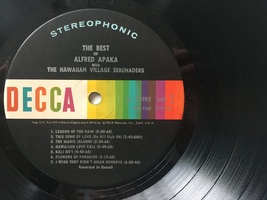 STEREOPHONIC
THE BEST
OF
ALFRED APAKA
WITH
THE HAWAIIAN VILLAGE SERENADERS
DECCA
1. LEGEND OF THE RAIN
2. THIS SONG OF LOVE
3. THE MAGIC ISLANDS
4. HAWAIIAN LOVE CALL
5. BALI HA'I
6. FLOWERS OF PARADISE
7. I WISH THEY DIDN'T MEAN GOODBYE
Recorded in Hawaii